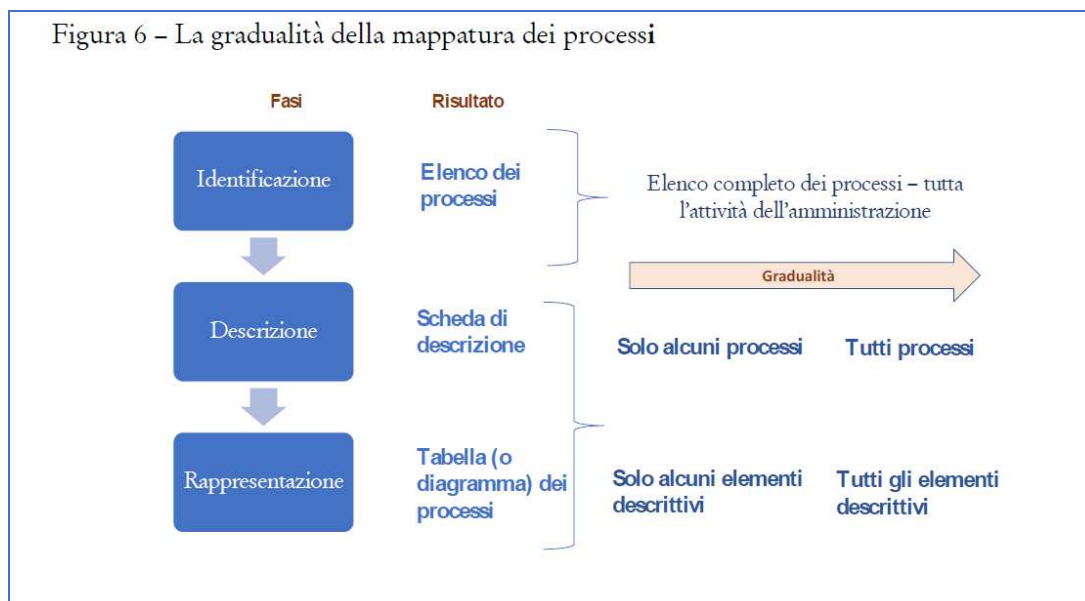 Figura 6 – La gradualità della mappatura dei processi
Fasi
Risultato
Identificazione
Elenco dei
processi
Elenco completo dei processi – tutta
l'attività dell'amministrazione
Gradualità
Descrizione
Scheda di
descrizione
Solo alcuni processi
Tutti processi
Rappresentazione
Tabella (o
diagramma) dei
processi
Solo alcuni elementi
descrittivi
Tutti gli elementi
descrittivi